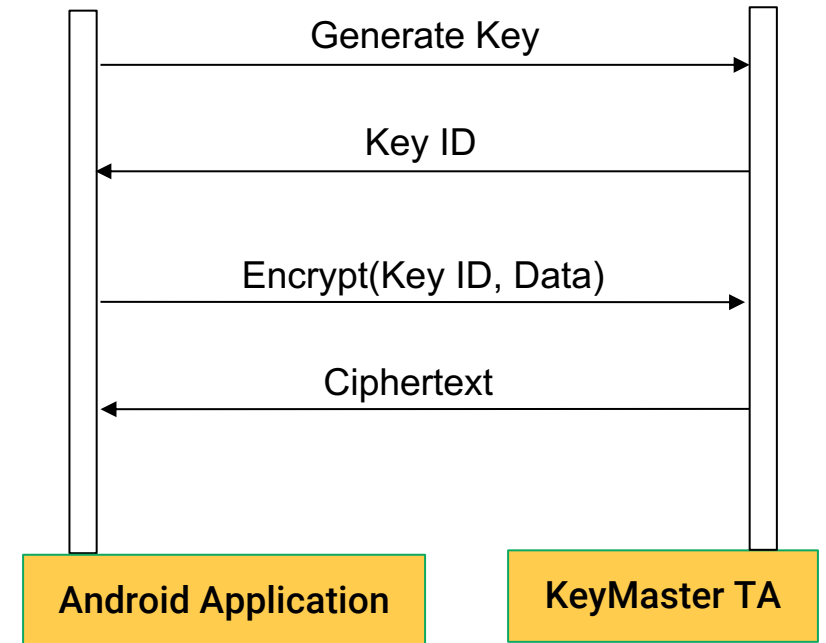 Generate Key
Key ID
Encrypt(Key ID, Data)
Ciphertext
Android Application
KeyMaster TA